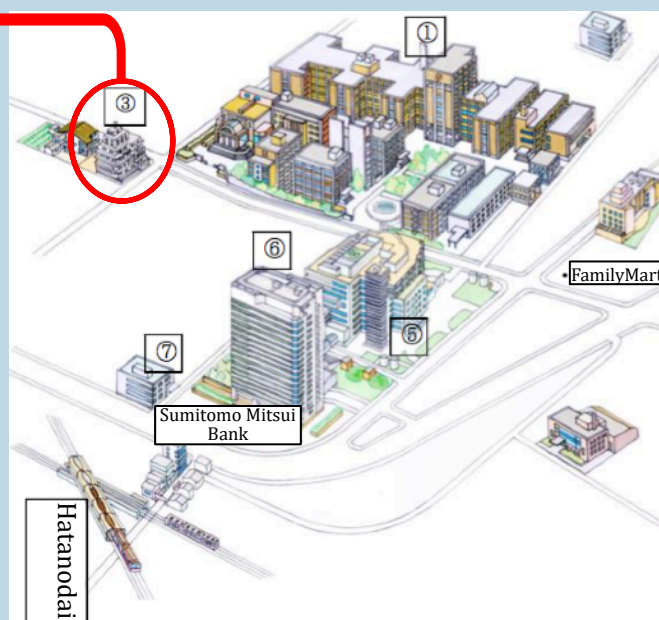 ①
③
⑥
FamilyMart
⑤
⑦
Sumitomo Mitsui
Bank
Hatanodai